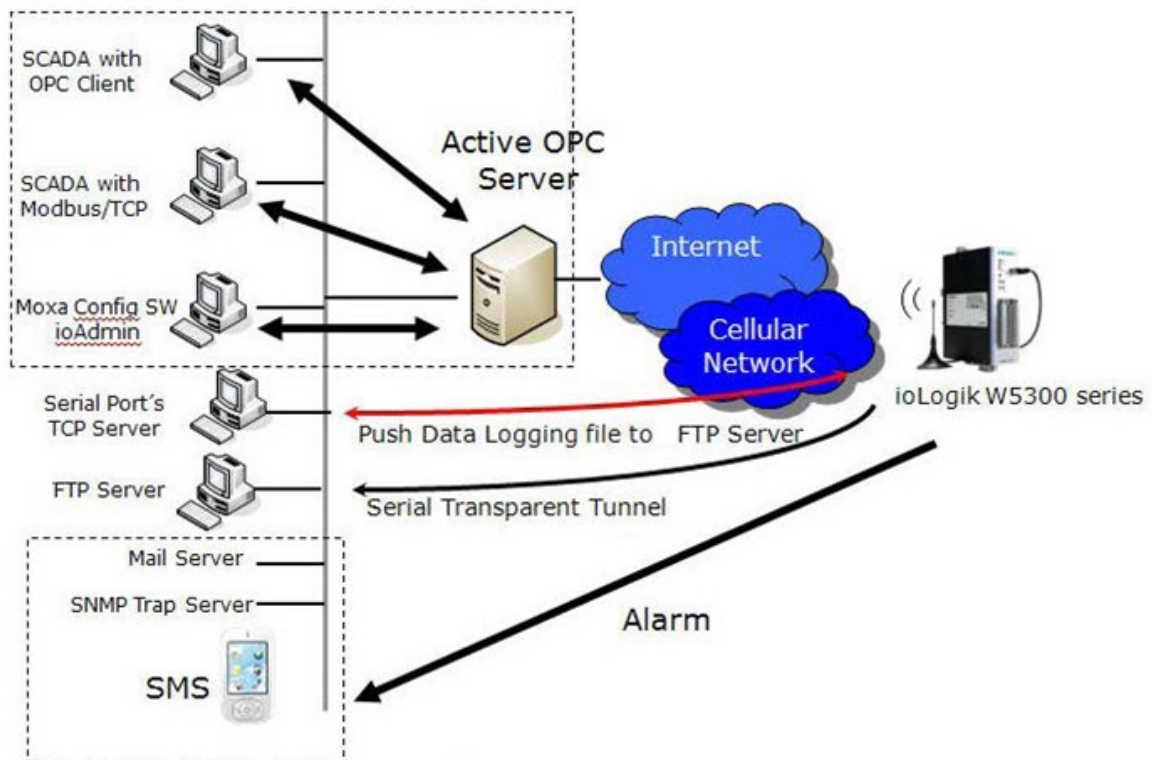 SCADA with
OPC Client
Active OPC
Server
SCADA with
Modbus/TCP
Internet
Moxa Config SW
ioAdmin
Cellular
Network
ioLogik W5300 series
Serial Port's
TCP Server
Push Data Logging file to FTP Server
FTP Server
Serial Transparent Tunnel
Mail Server
SNMP Trap Server
Alarm
SMS